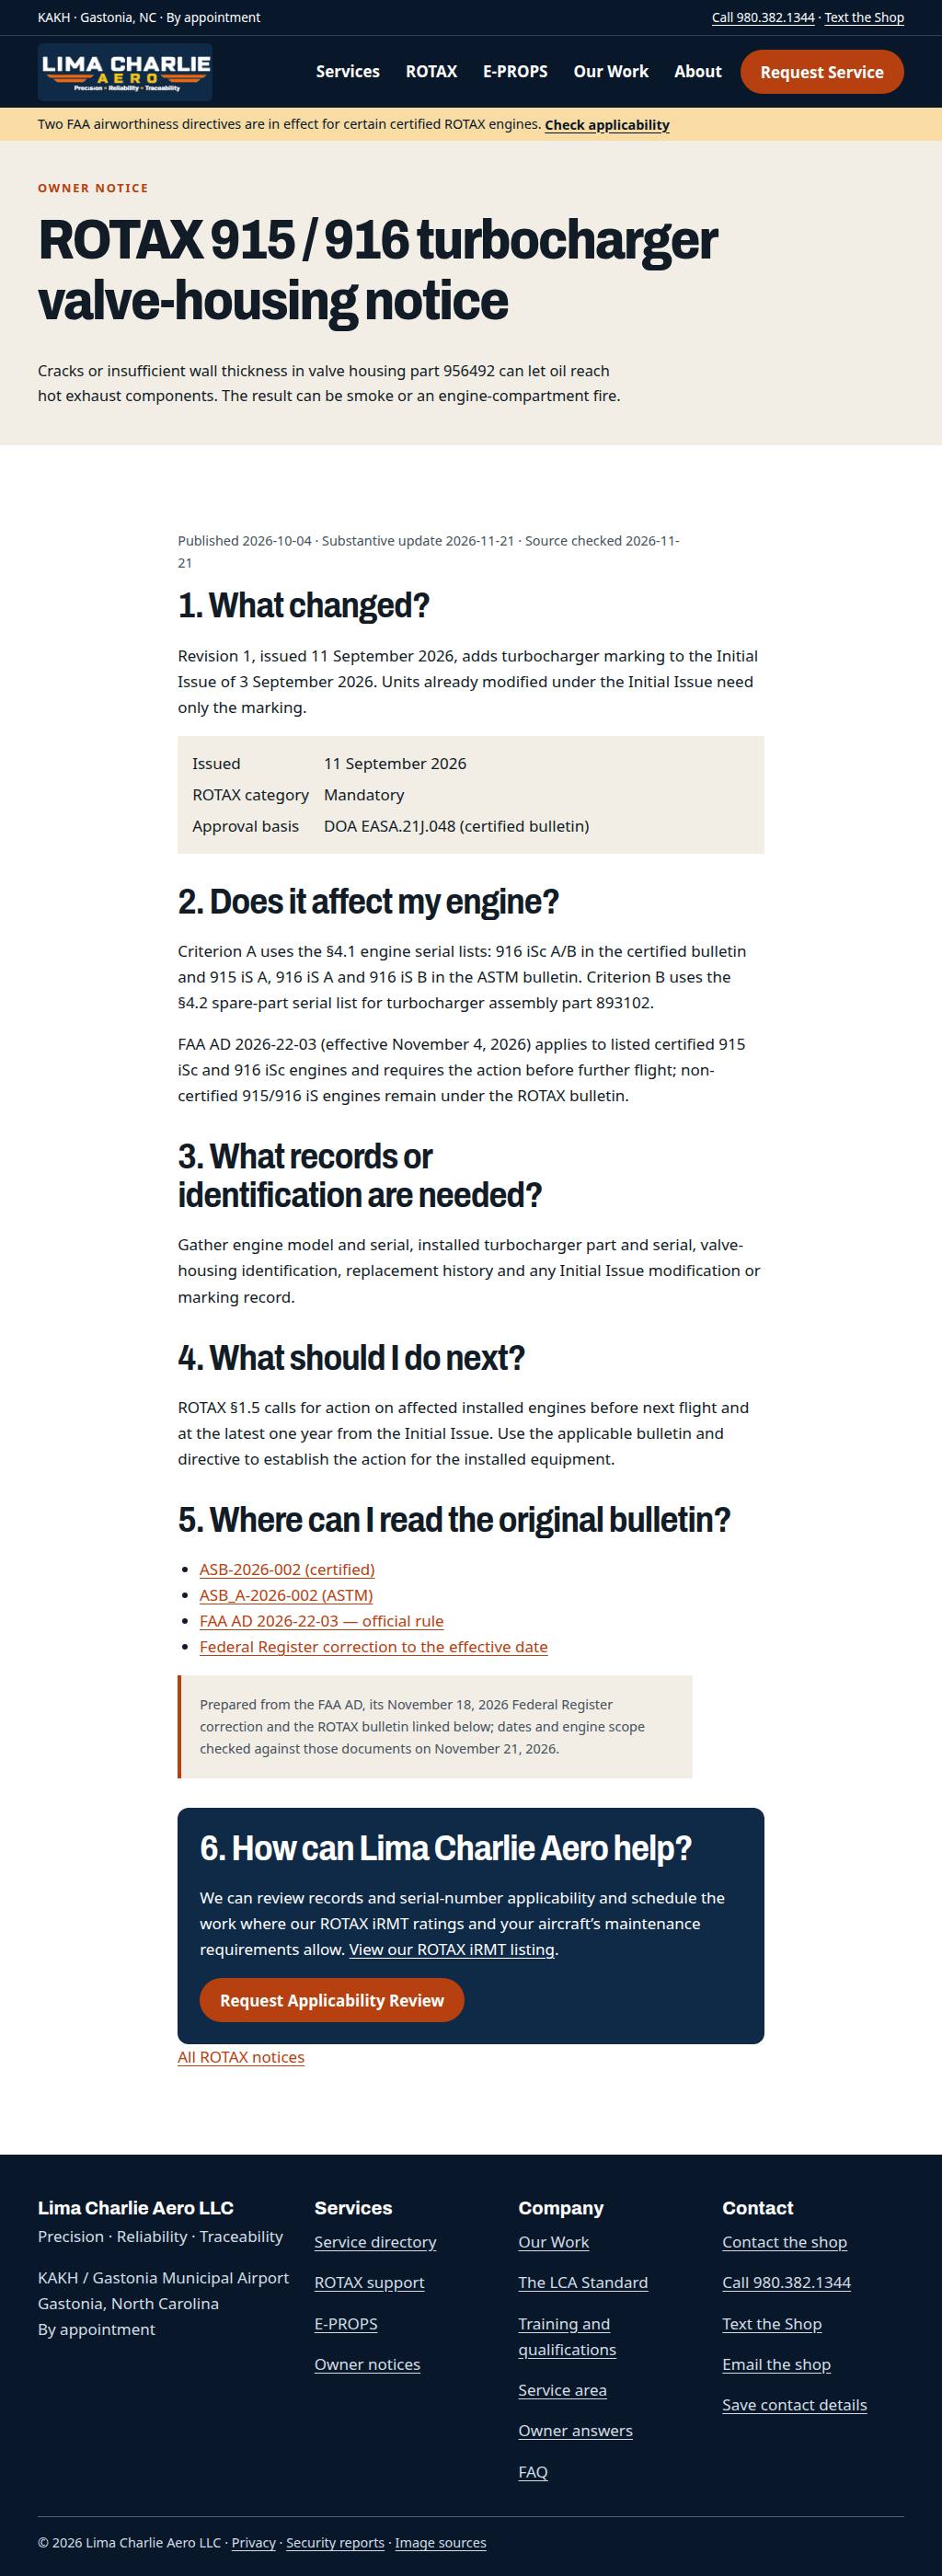 KAKH · Gastonia, NC · By appointment
Call 980.382.1344 · Text the Shop
LIMA CHARLIE
AERO
Precision • Reliability • Traceability
Services
ROTAX
E-PROPS
Our Work
About
Request Service
Two FAA airworthiness directives are in effect for certain certified ROTAX engines. Check applicability
OWNER NOTICE
ROTAX 915 / 916 turbocharger
valve-housing notice
Cracks or insufficient wall thickness in valve housing part 956492 can let oil reach
hot exhaust components. The result can be smoke or an engine-compartment fire.
Published 2026-10-04 · Substantive update 2026-11-21 · Source checked 2026-11-
21
1. What changed?
Revision 1, issued 11 September 2026, adds turbocharger marking to the Initial
Issue of 3 September 2026. Units already modified under the Initial Issue need
only the marking.
Issued 11 September 2026
ROTAX category Mandatory
Approval basis DOA EASA.21J.048 (certified bulletin)
2. Does it affect my engine?
Criterion A uses the §4.1 engine serial lists: 916 iSc A/B in the certified bulletin
and 915 iS A, 916 iS A and 916 iS B in the ASTM bulletin. Criterion B uses the
§4.2 spare-part serial list for turbocharger assembly part 893102.
FAA AD 2026-22-03 (effective November 4, 2026) applies to listed certified 915
iSc and 916 iSc engines and requires the action before further flight; non-
certified 915/916 iS engines remain under the ROTAX bulletin.
3. What records or
identification are needed?
Gather engine model and serial, installed turbocharger part and serial, valve-
housing identification, replacement history and any Initial Issue modification or
marking record.
4. What should I do next?
ROTAX §1.5 calls for action on affected installed engines before next flight and
at the latest one year from the Initial Issue. Use the applicable bulletin and
directive to establish the action for the installed equipment.
5. Where can I read the original bulletin?
• ASB-2026-002 (certified)
• ASB_A-2026-002 (ASTM)
• FAA AD 2026-22-03 — official rule
• Federal Register correction to the effective date
Prepared from the FAA AD, its November 18, 2026 Federal Register
correction and the ROTAX bulletin linked below; dates and engine scope
checked against those documents on November 21, 2026.
6. How can Lima Charlie Aero help?
We can review records and serial-number applicability and schedule the
work where our ROTAX iRMT ratings and your aircraft’s maintenance
requirements allow. View our ROTAX iRMT listing.
Request Applicability Review
All ROTAX notices
Lima Charlie Aero LLC
Precision · Reliability · Traceability
KAKH / Gastonia Municipal Airport
Gastonia, North Carolina
By appointment
Services
Service directory
ROTAX support
E-PROPS
Owner notices
Company
Our Work
The LCA Standard
Training and
qualifications
Service area
Owner answers
FAQ
Contact
Contact the shop
Call 980.382.1344
Text the Shop
Email the shop
Save contact details
© 2026 Lima Charlie Aero LLC · Privacy · Security reports · Image sources